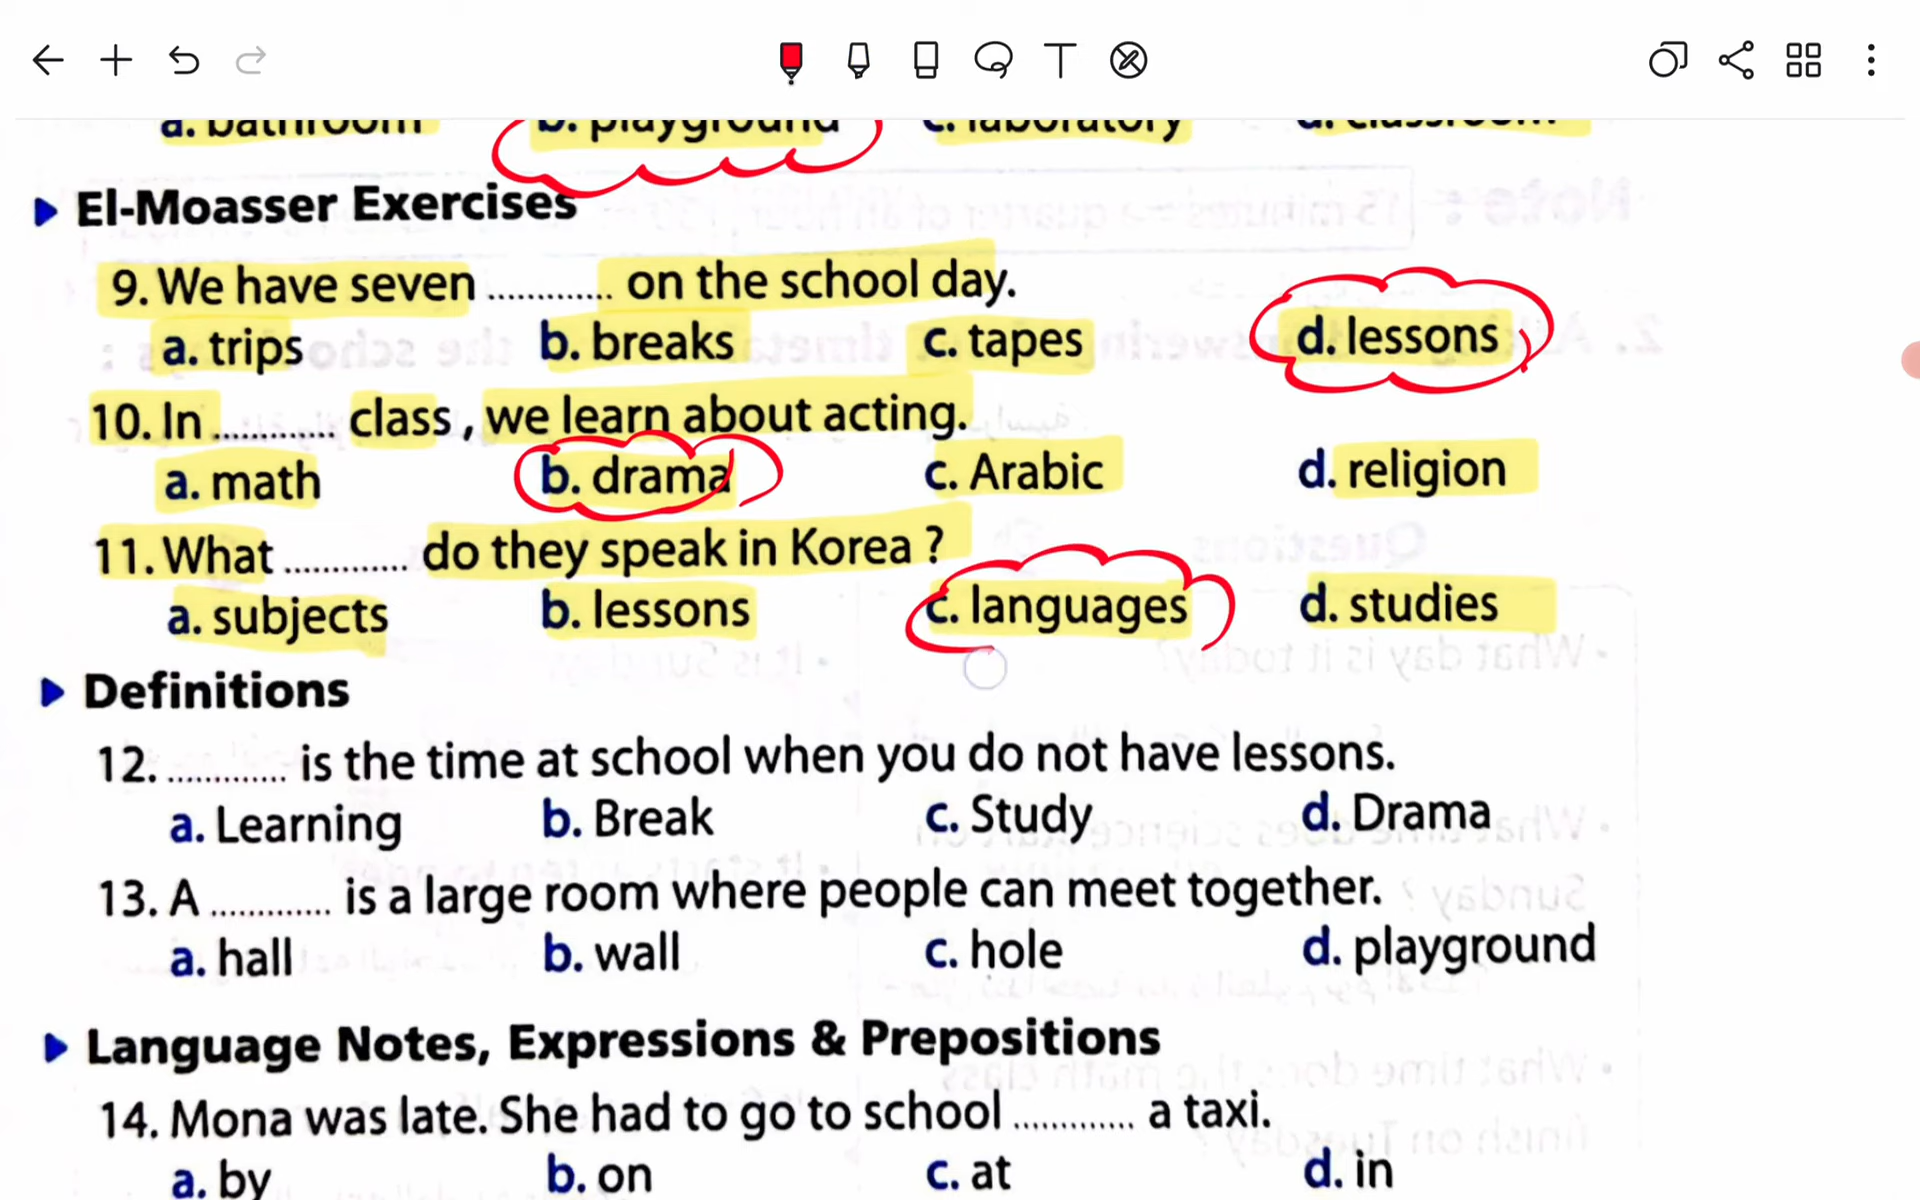 a. bathroom b. playground c. laboratory d. classroom
El-Moasser Exercises
9. We have seven ............. on the school day.
a. trips b. breaks c. tapes d. lessons
10. In ............. class, we learn about acting.
a. math b. drama c. Arabic d. religion
11. What ............. do they speak in Korea ?
a. subjects b. lessons c. languages d. studies
Definitions
12. ............. is the time at school when you do not have lessons.
a. Learning b. Break c. Study d. Drama
13. A ............. is a large room where people can meet together.
a. hall b. wall c. hole d. playground
Language Notes, Expressions & Prepositions
14. Mona was late. She had to go to school ............. a taxi.
a. by b. on c. at d. in